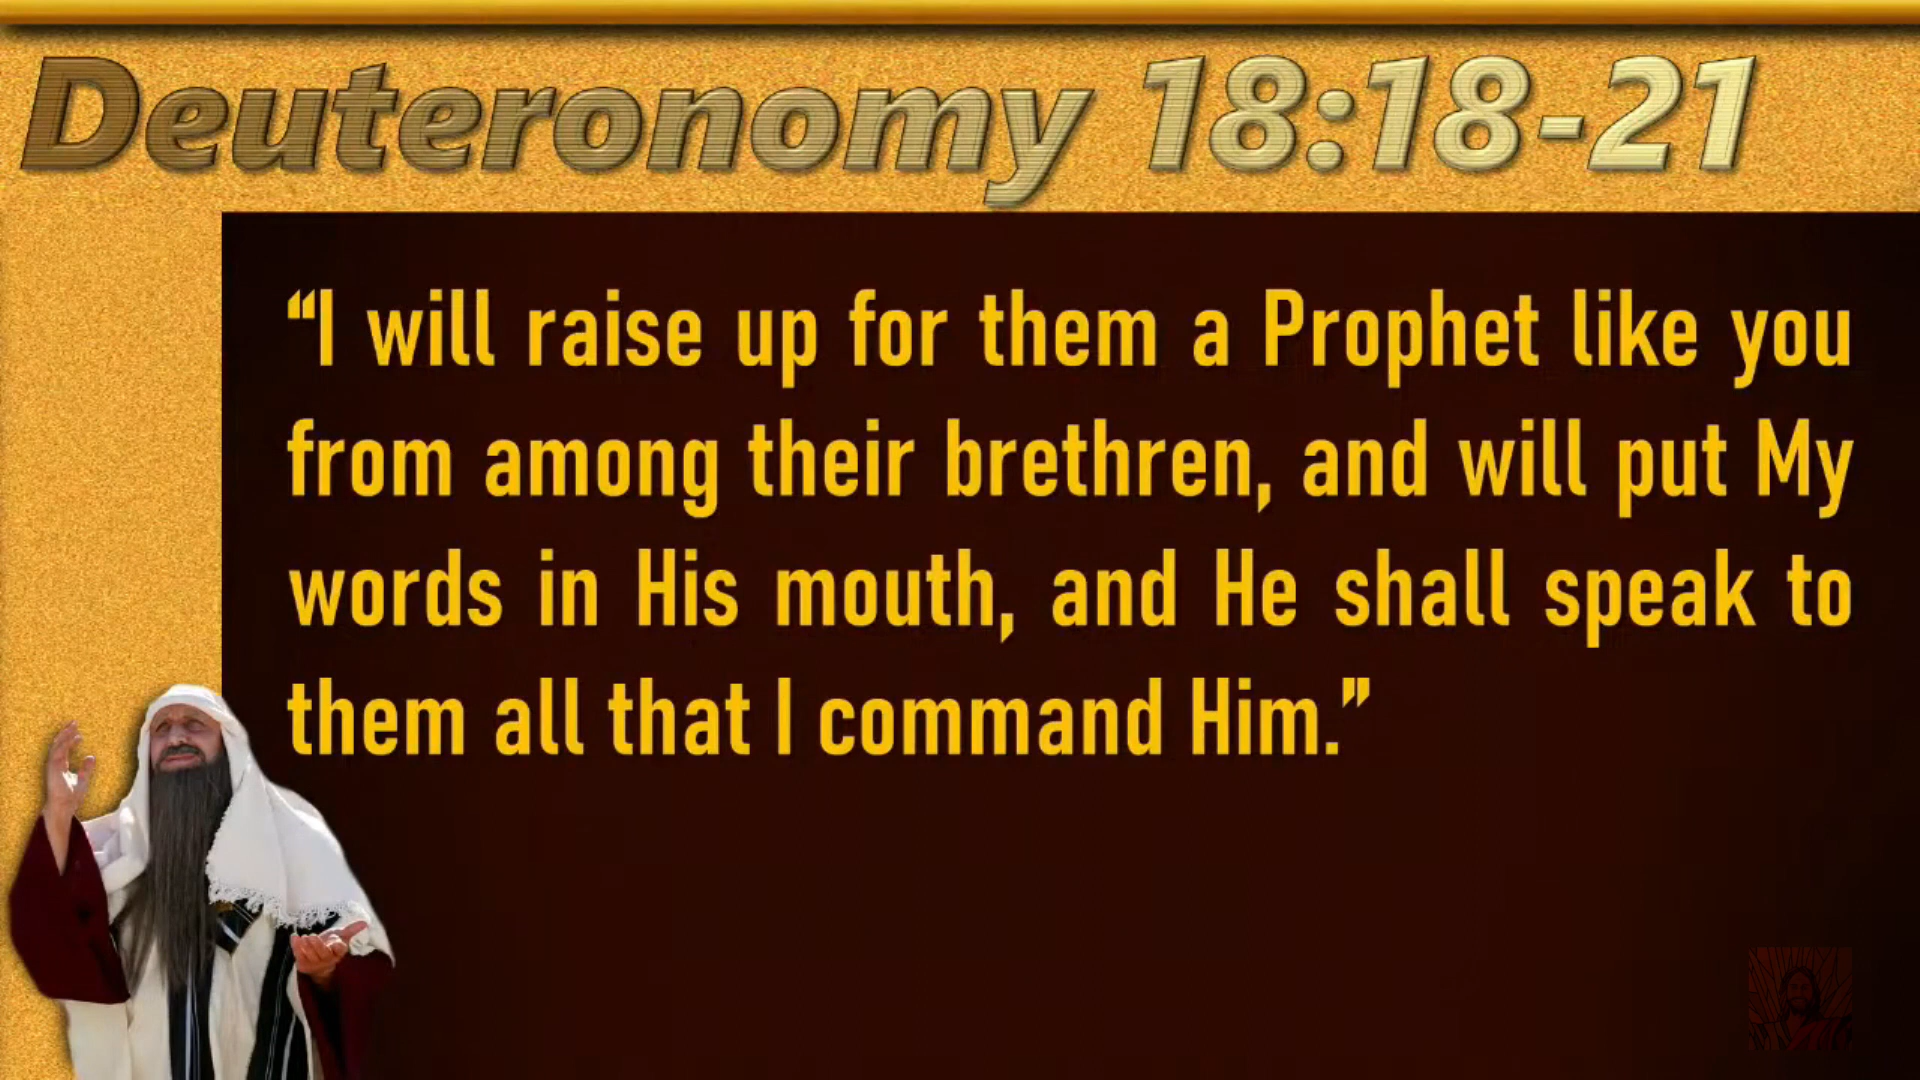 Deuteronomy 18:18-21
“I will raise up for them a Prophet like you
from among their brethren, and will put My
words in His mouth, and He shall speak to
them all that I command Him.”